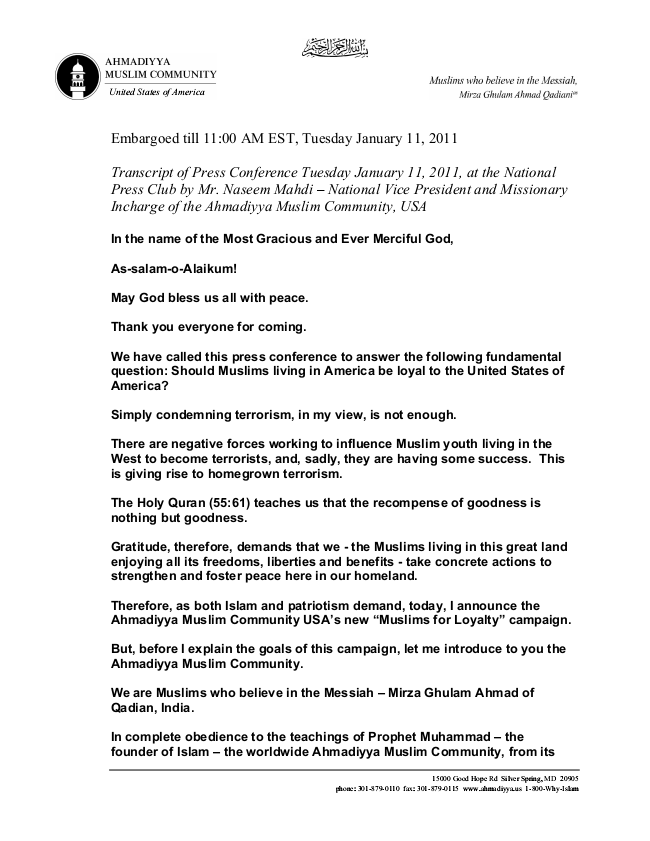 بسم الله الرحمن الرحيم
AHMADIYYA
MUSLIM COMMUNITY
United States of America
Muslims who believe in the Messiah,
Mirza Ghulam Ahmad Qadianias
Embargoed till 11:00 AM EST, Tuesday January 11, 2011
Transcript of Press Conference Tuesday January 11, 2011, at the National
Press Club by Mr. Naseem Mahdi – National Vice President and Missionary
Incharge of the Ahmadiyya Muslim Community, USA
In the name of the Most Gracious and Ever Merciful God,
As-salam-o-Alaikum!
May God bless us all with peace.
Thank you everyone for coming.
We have called this press conference to answer the following fundamental
question: Should Muslims living in America be loyal to the United States of
America?
Simply condemning terrorism, in my view, is not enough.
There are negative forces working to influence Muslim youth living in the
West to become terrorists, and, sadly, they are having some success. This
is giving rise to homegrown terrorism.
The Holy Quran (55:61) teaches us that the recompense of goodness is
nothing but goodness.
Gratitude, therefore, demands that we - the Muslims living in this great land
enjoying all its freedoms, liberties and benefits - take concrete actions to
strengthen and foster peace here in our homeland.
Therefore, as both Islam and patriotism demand, today, I announce the
Ahmadiyya Muslim Community USA's new “Muslims for Loyalty” campaign.
But, before I explain the goals of this campaign, let me introduce to you the
Ahmadiyya Muslim Community.
We are Muslims who believe in the Messiah – Mirza Ghulam Ahmad of
Qadian, India.
In complete obedience to the teachings of Prophet Muhammad – the
founder of Islam – the worldwide Ahmadiyya Muslim Community, from its
15000 Good Hope Rd Silver Spring, MD 20905
phone: 301-879-0110 fax: 301-879-0115 www.ahmadiyya.us 1-800-Why-Islam